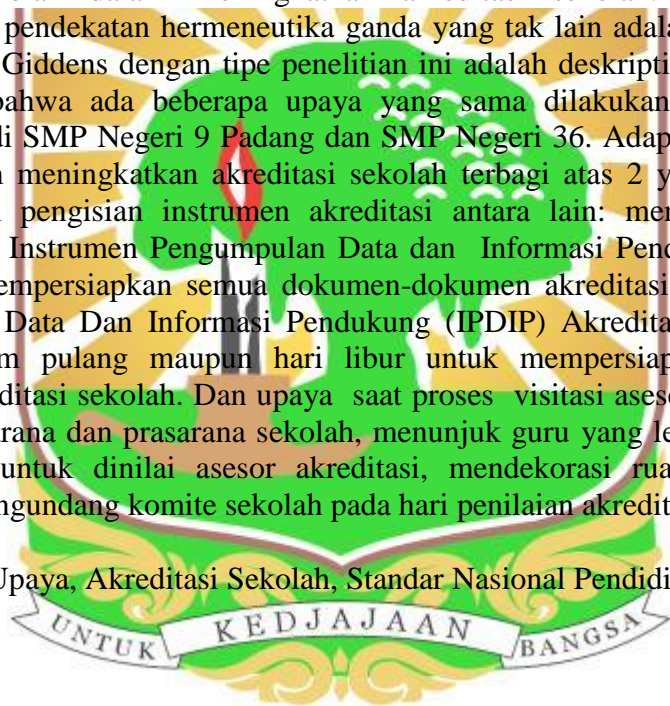 pendekatan hermeneutika ganda yang tak lain adala
Giddens dengan tipe penelitian ini adalah deskripti
bahwa ada beberapa upaya yang sama dilakukan
di SMP Negeri 9 Padang dan SMP Negeri 36. Adap
meningkatkan akreditasi sekolah terbagi atas 2 y
pengisian instrumen akreditasi antara lain: mer
Instrumen Pengumpulan Data dan Informasi Pend
empersiapkan semua dokumen-dokumen akreditasi
Data Dan Informasi Pendukung (IPDIP) Akredita
m pulang maupun hari libur untuk mempersiap
ditasi sekolah. Dan upaya saat proses visitasi aseso
rana dan prasarana sekolah, menunjuk guru yang le
untuk dinilai asesor akreditasi, mendekorasi rua
ngundang komite sekolah pada hari penilaian akredit
Upaya, Akreditasi Sekolah, Standar Nasional Pendidi
UNTUK KEDJAJAAN BANGSA